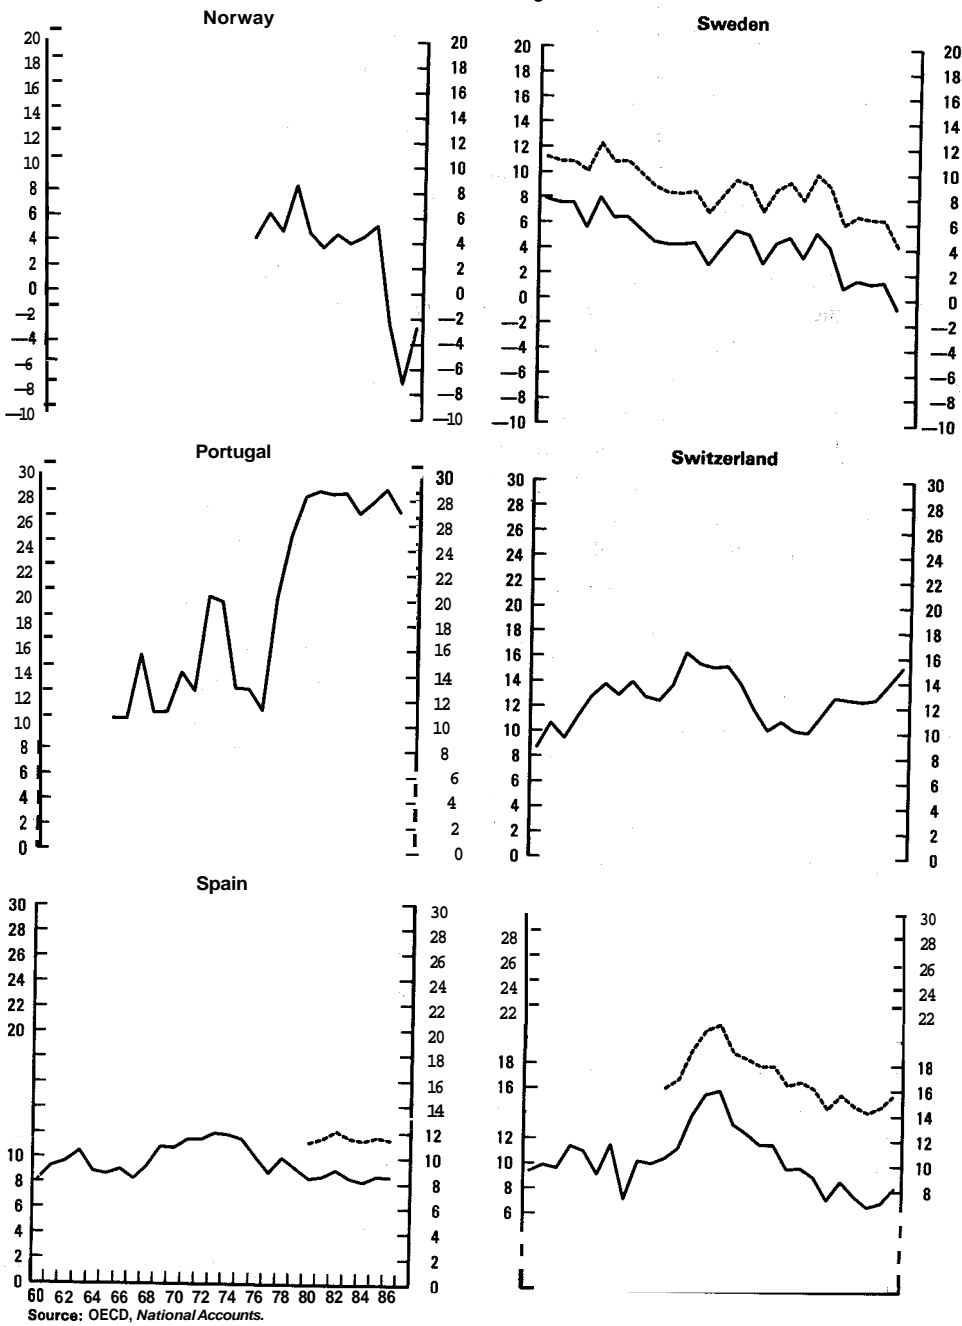 Norway
20 18 16 14 12 10 8 6 4 2 0 —2 —4 —6 —8 —10
20 18 16 14 12 10 8 6 4 2 0 —2 —4 —6 —8 —10
Sweden
20 18 16 14 12 10 8 6 4 2 0 —2 —4 —6 —8 —10
20 18 16 14 12 10 8 6 4 2 0 —2 —4 —6 —8 —10
Portugal
30 28 26 24 22 20 18 16 14 12 10 8 6 4 2 0
30 28 26 24 22 20 18 16 14 12 10 8 6 4 2 0
Switzerland
30 28 26 24 22 20 18 16 14 12 10 8 6 4 2 0
30 28 26 24 22 20 18 16 14 12 10 8 6 4 2 0
Spain
30 28 26 24 22 20 10 8 6 4 2 0
30 28 26 24 22 20 18 16 14 12 10 8 6 4 2 0
28 26 24 22 18 16 12 10 8 6
30 28 26 24 22 18 16 14 12 10 8
60 62 64 66 68 70 72 74 76 78 80 82 84 86
Source: OECD, National Accounts.